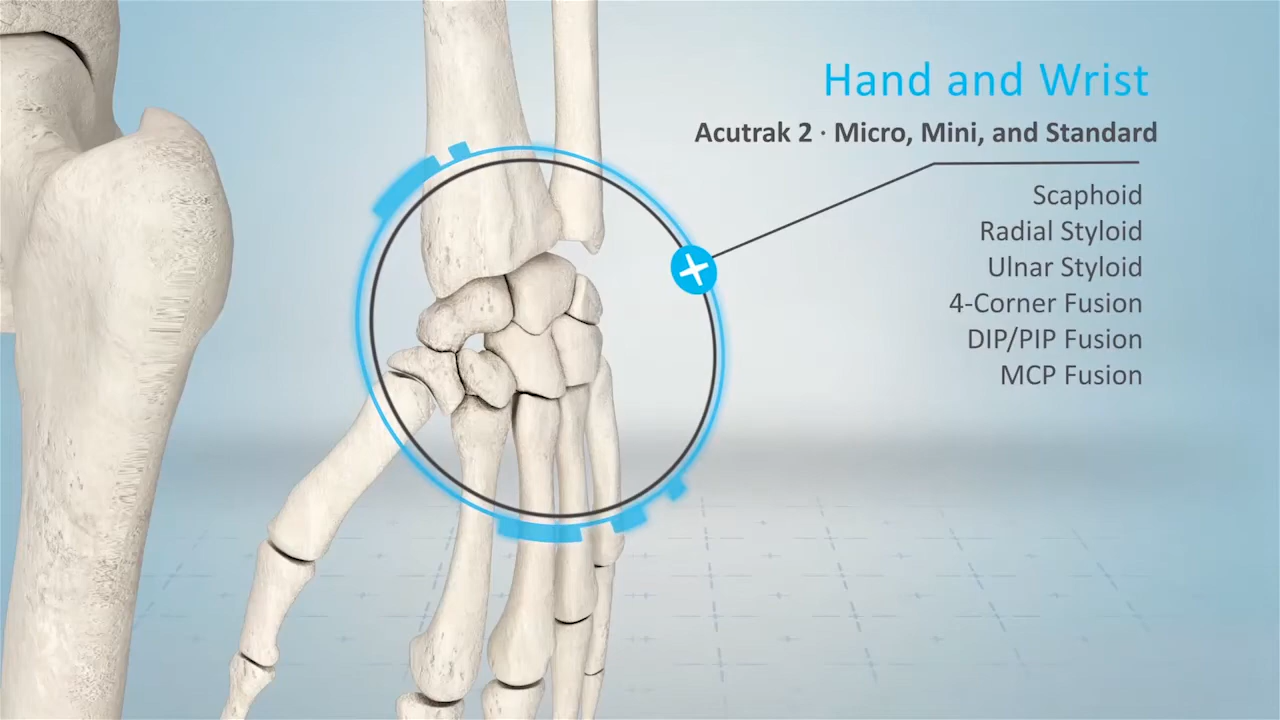 Hand and Wrist
Acutrak 2 · Micro, Mini, and Standard
Scaphoid
Radial Styloid
Ulnar Styloid
4-Corner Fusion
DIP/PIP Fusion
MCP Fusion